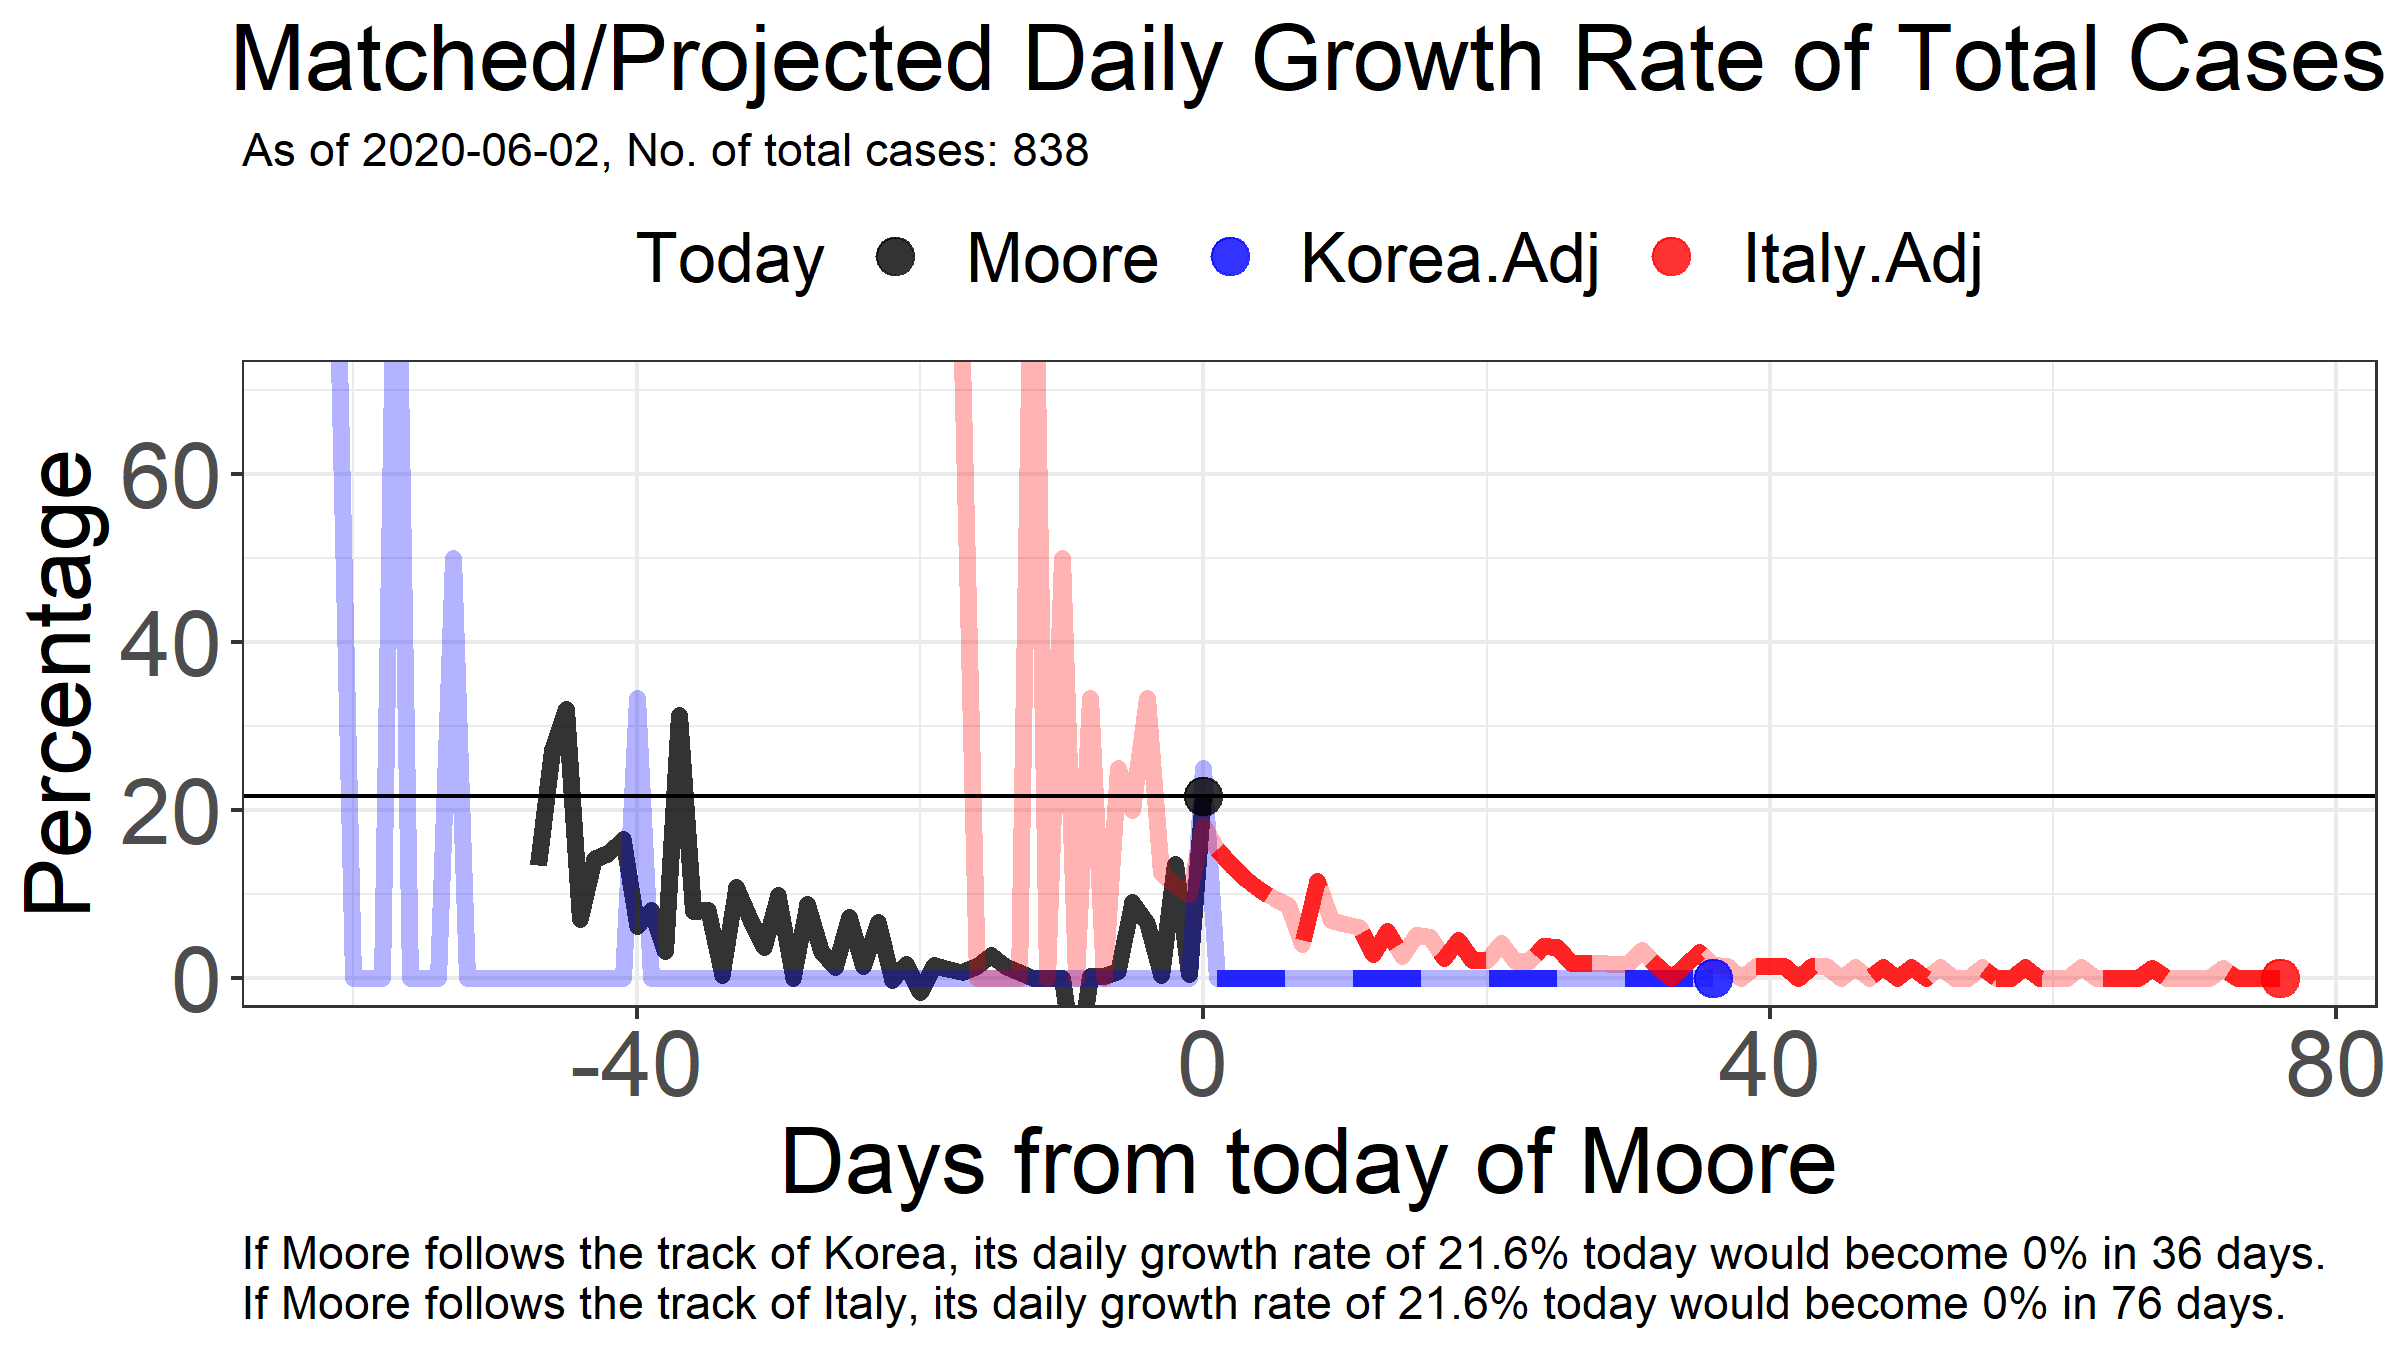 Matched/Projected Daily Growth Rate of Total Cases
As of 2020-06-02, No. of total cases: 838
Today Moore Korea.Adj Italy.Adj
Percentage
60
40
20
0
-40 0 40 80
Days from today of Moore
If Moore follows the track of Korea, its daily growth rate of 21.6% today would become 0% in 36 days.
If Moore follows the track of Italy, its daily growth rate of 21.6% today would become 0% in 76 days.